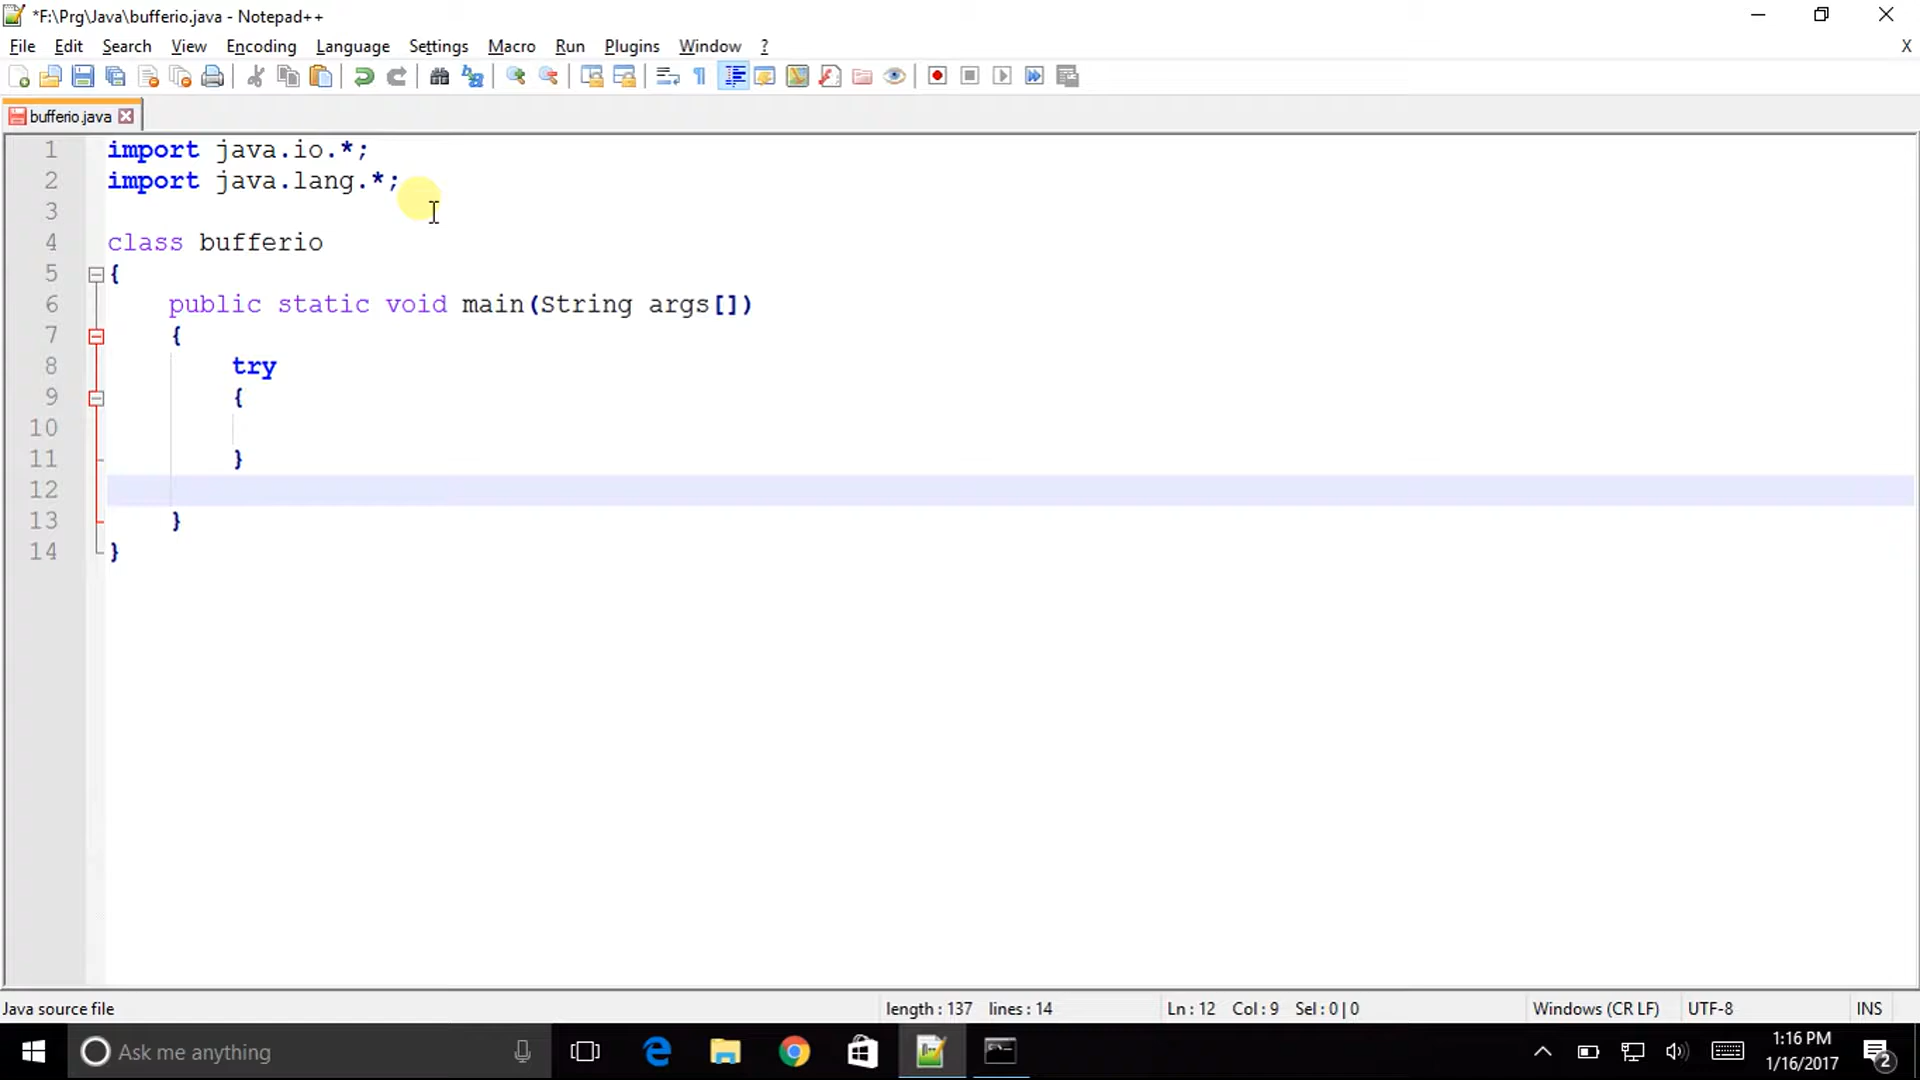 *F:\Prg\Java\bufferio.java - Notepad++
File Edit Search View Encoding Language Settings Macro Run Plugins Window ? X
bufferio.java
1 import java.io.*;
2 import java.lang.*;
3
4 class bufferio
5 {
6 public static void main(String args[])
7 {
8 try
9 {
10
11 }
12
13 }
14 }
Java source file length : 137 lines : 14 Ln : 12 Col : 9 Sel : 0 | 0 Windows (CR LF) UTF-8 INS
Ask me anything 1:16 PM
1/16/2017 2